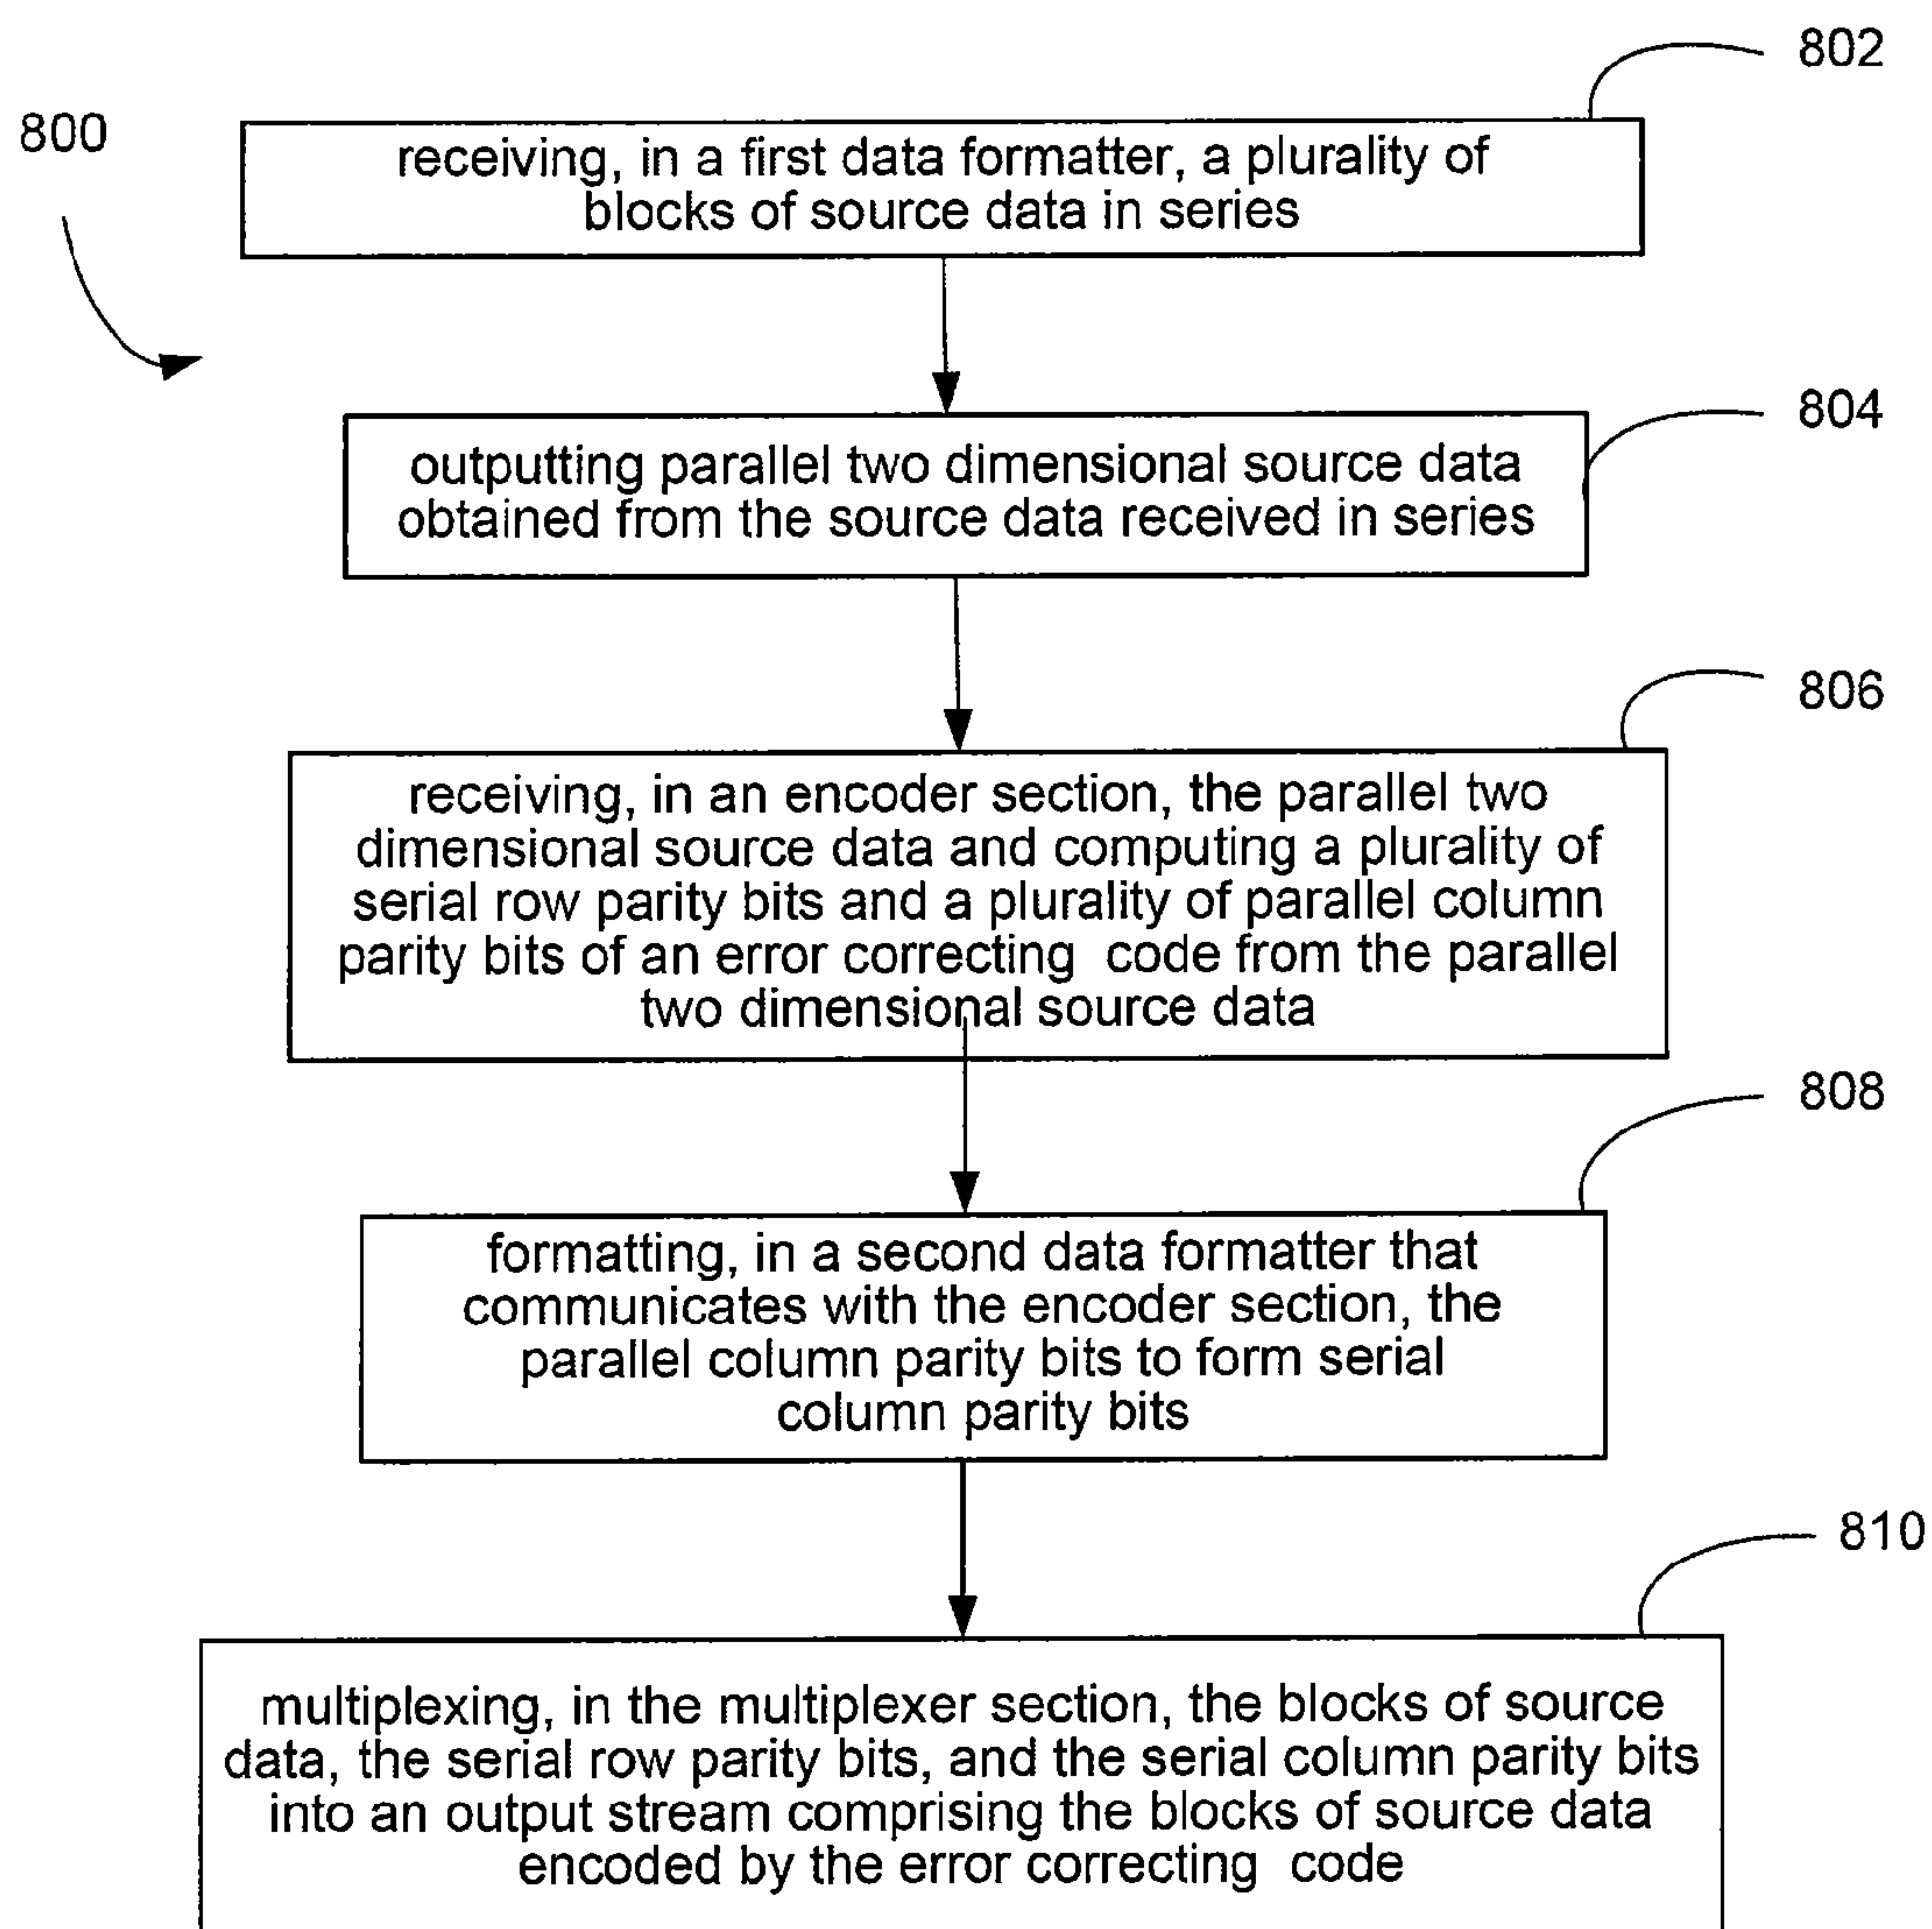 802
800
receiving, in a first data formatter, a plurality of
blocks of source data in series
804
outputting parallel two dimensional source data
obtained from the source data received in series
806
receiving, in an encoder section, the parallel two
dimensional source data and computing a plurality of
serial row parity bits and a plurality of parallel column
parity bits of an error correcting code from the parallel
two dimensional source data
808
formatting, in a second data formatter that
communicates with the encoder section, the
parallel column parity bits to form serial
column parity bits
810
multiplexing, in the multiplexer section, the blocks of source
data, the serial row parity bits, and the serial column parity bits
into an output stream comprising the blocks of source data
encoded by the error correcting code